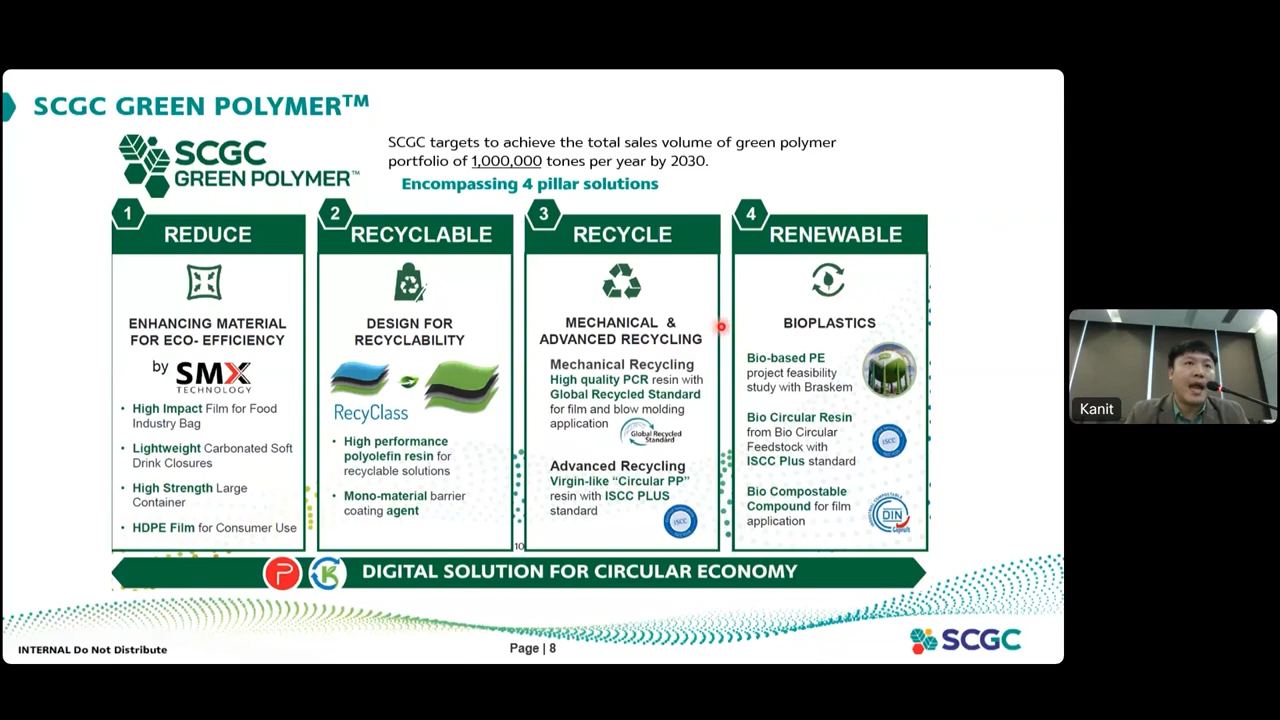 SCGC GREEN POLYMER™
SCGC
GREEN POLYMER™
SCGC targets to achieve the total sales volume of green polymer
portfolio of 1,000,000 tones per year by 2030.
Encompassing 4 pillar solutions
1
REDUCE
ENHANCING MATERIAL
FOR ECO- EFFICIENCY
by SMX
TECHNOLOGY
• High Impact Film for Food
Industry Bag
• Lightweight Carbonated Soft
Drink Closures
• High Strength Large
Container
• HDPE Film for Consumer Use
2
RECYCLABLE
DESIGN FOR
RECYCLABILITY
RecyClass
• High performance
polyolefin resin for
recyclable solutions
• Mono-material barrier
coating agent
3
RECYCLE
MECHANICAL &
ADVANCED RECYCLING
Mechanical Recycling
High quality PCR resin with
Global Recycled Standard
for film and blow molding
application
Global Recycled
Standard
Advanced Recycling
Virgin-like “Circular PP”
resin with ISCC PLUS
standard
ISCC
10
4
RENEWABLE
BIOPLASTICS
Bio-based PE
project feasibility
study with Braskem
Bio Circular Resin
from Bio Circular
Feedstock with
ISCC Plus standard
ISCC
Bio Compostable
Compound for film
application
DIN
DIGITAL SOLUTION FOR CIRCULAR ECONOMY
INTERNAL Do Not Distribute
Page | 8
SCGC
Kanit